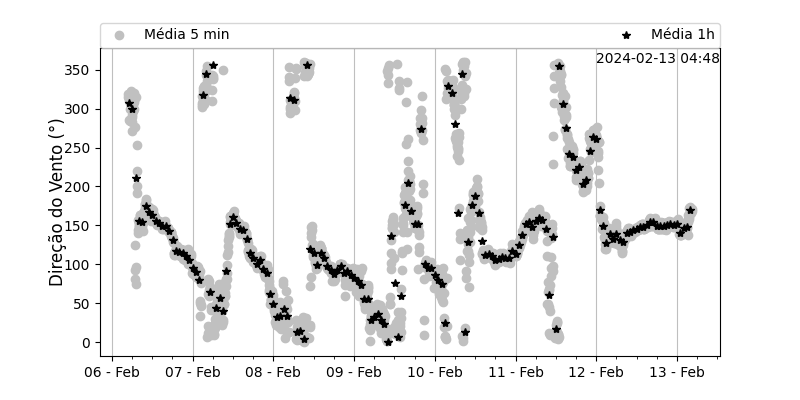 Média 5 min
Média 1h
2024-02-13 04:48
Direção do Vento (°)
350
300
250
200
150
100
50
0
06 - Feb
07 - Feb
08 - Feb
09 - Feb
10 - Feb
11 - Feb
12 - Feb
13 - Feb